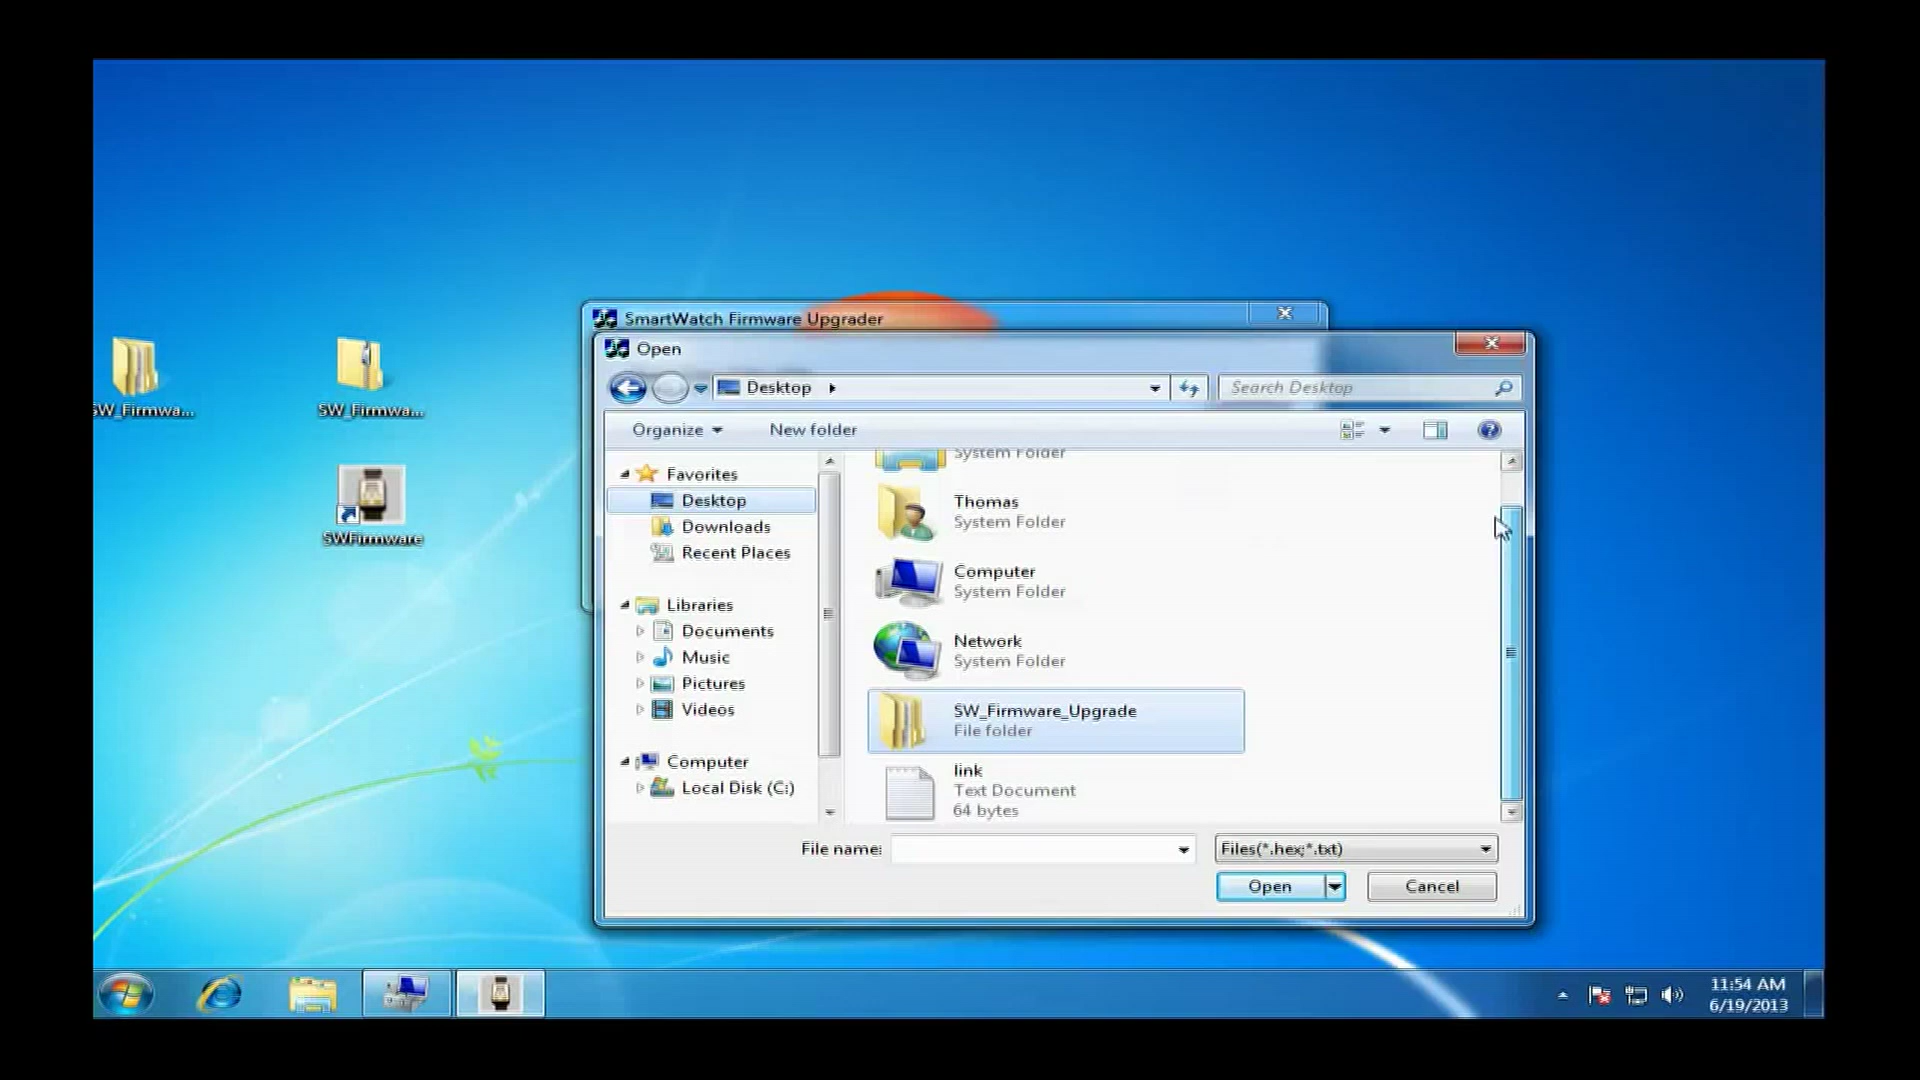 SW_Firmwa...
SW_Firmwa...
SWFirmware
SmartWatch Firmware Upgrader
Open
Desktop
Search Desktop
Organize
New folder
Favorites
Desktop
Downloads
Recent Places
Libraries
Documents
Music
Pictures
Videos
Computer
Local Disk (C:)
System Folder
Thomas
System Folder
Computer
System Folder
Network
System Folder
SW_Firmware_Upgrade
File folder
link
Text Document
64 bytes
File name:
Files(*.hex;*.txt)
Open
Cancel
11:54 AM
6/19/2013